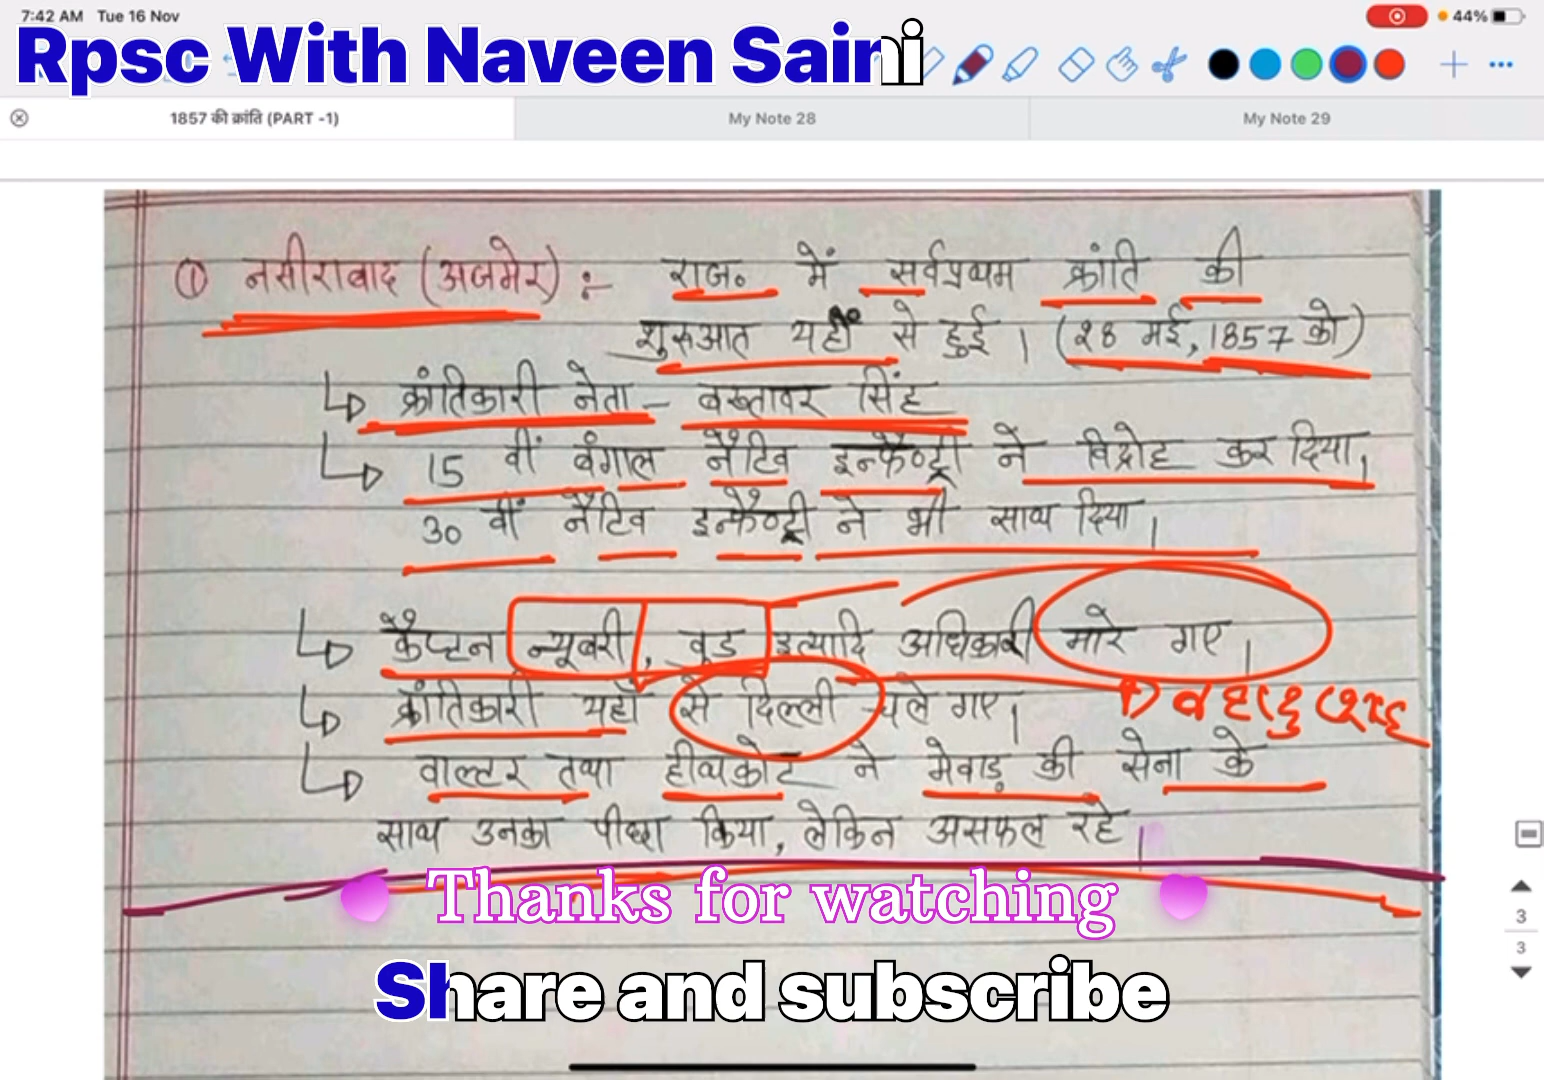 7:42 AM Tue 16 Nov
44%
Rpsc With Naveen Saini
1857 की क्रांति (PART -1)
My Note 28
My Note 29
① नसीराबाद (अजमेर) :- राज० में सर्वप्रथम क्रांति की
शुरुआत यहाँ से हुई। (28 मई, 1857 को)
क्रांतिकारी नेता - बख्तावर सिंह
15 वीं बंगाल नैटिव इन्फैण्ट्री ने विद्रोह कर दिया।
30 वीं नैटिव इन्फैण्ट्री ने भी साथ दिया।
कैप्टन न्यूबरी, वुड इत्यादि अधिकारी मारे गए।
क्रांतिकारी यहाँ से दिल्ली चले गए।
वाल्टर तथा हीथकोट ने मेवाड़ की सेना के
साथ उनका पीछा किया, लेकिन असफल रहे।
Thanks for watching
Share and subscribe
3
3